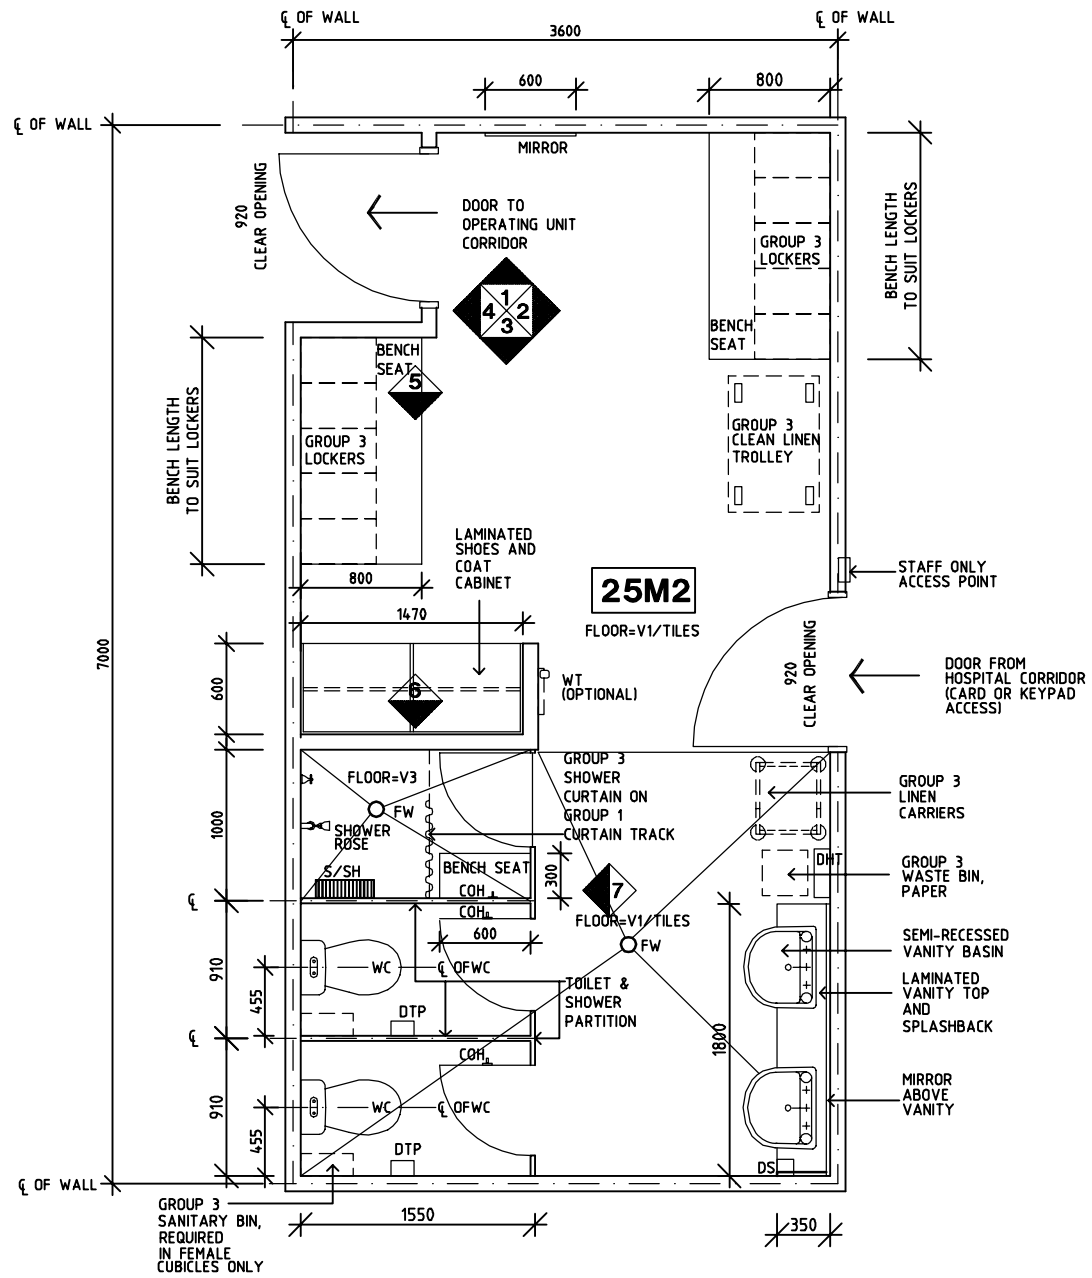 ℄ OF WALL
℄ OF WALL
3600
600
800
℄ OF WALL
MIRROR
920
CLEAR OPENING
DOOR TO
OPERATING UNIT
CORRIDOR
GROUP 3
LOCKERS
BENCH LENGTH
TO SUIT LOCKERS
1
4 2
3
BENCH
SEAT
BENCH
SEAT
5
BENCH LENGTH
TO SUIT LOCKERS
GROUP 3
LOCKERS
GROUP 3
CLEAN LINEN
TROLLEY
LAMINATED
SHOES AND
COAT
CABINET
800
STAFF ONLY
ACCESS POINT
25M2
FLOOR=V1/TILES
1470
7000
600
6
WT
(OPTIONAL)
920
CLEAR OPENING
DOOR FROM
HOSPITAL CORRIDOR
(CARD OR KEYPAD
ACCESS)
FLOOR=V3
GROUP 3
SHOWER
CURTAIN ON
GROUP 1
CURTAIN TRACK
GROUP 3
LINEN
CARRIERS
1000
FW
SHOWER
ROSE
S/SH
BENCH SEAT
300
DHT
GROUP 3
WASTE BIN,
PAPER
COH
7
℄
COH
FLOOR=V1/TILES
600
FW
SEMI-RECESSED
VANITY BASIN
910
455
WC
℄ OFWC
TOILET &
SHOWER
PARTITION
LAMINATED
VANITY TOP
AND
SPLASHBACK
DTP
℄
1800
COH
910
455
WC
℄ OFWC
MIRROR
ABOVE
VANITY
DTP
DS
℄ OF WALL
GROUP 3
SANITARY BIN,
REQUIRED
IN FEMALE
CUBICLES ONLY
1550
350